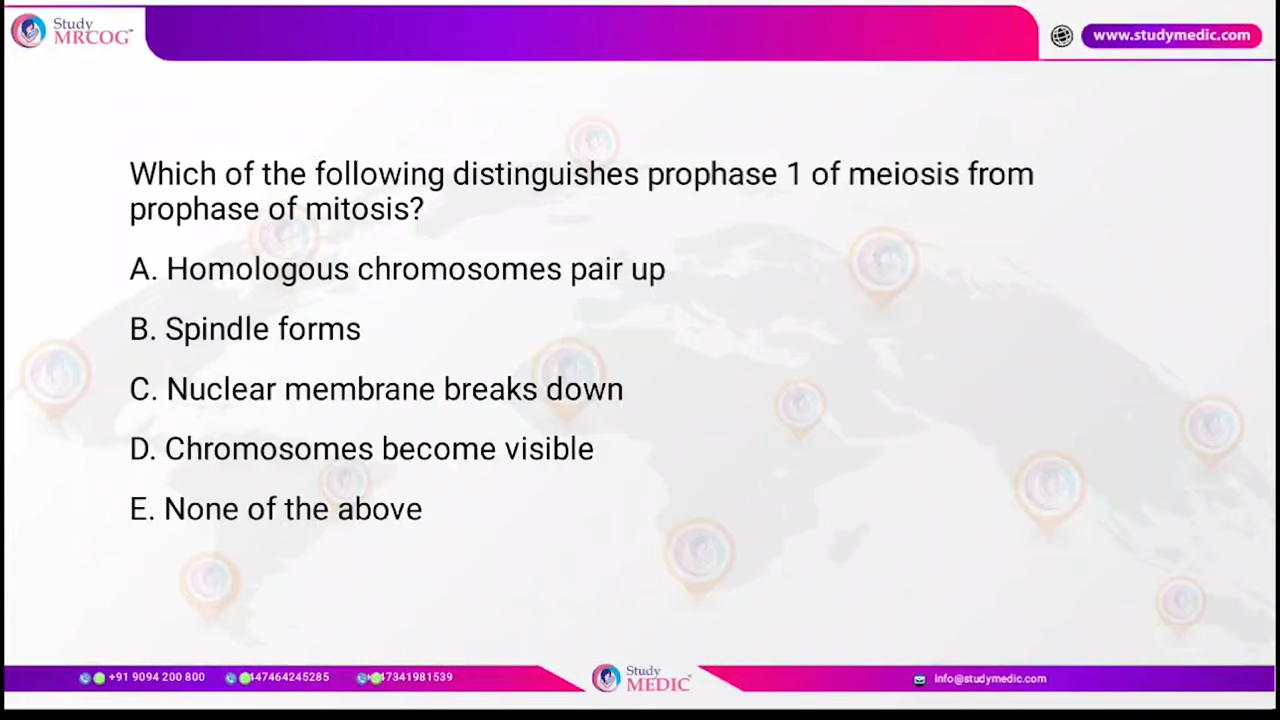 Study
MRCOG™
www.studymedic.com
Which of the following distinguishes prophase 1 of meiosis from
prophase of mitosis?
A. Homologous chromosomes pair up
B. Spindle forms
C. Nuclear membrane breaks down
D. Chromosomes become visible
E. None of the above
+91 9094 200 800
447464245285
47341981539
Study
MEDIC™
info@studymedic.com